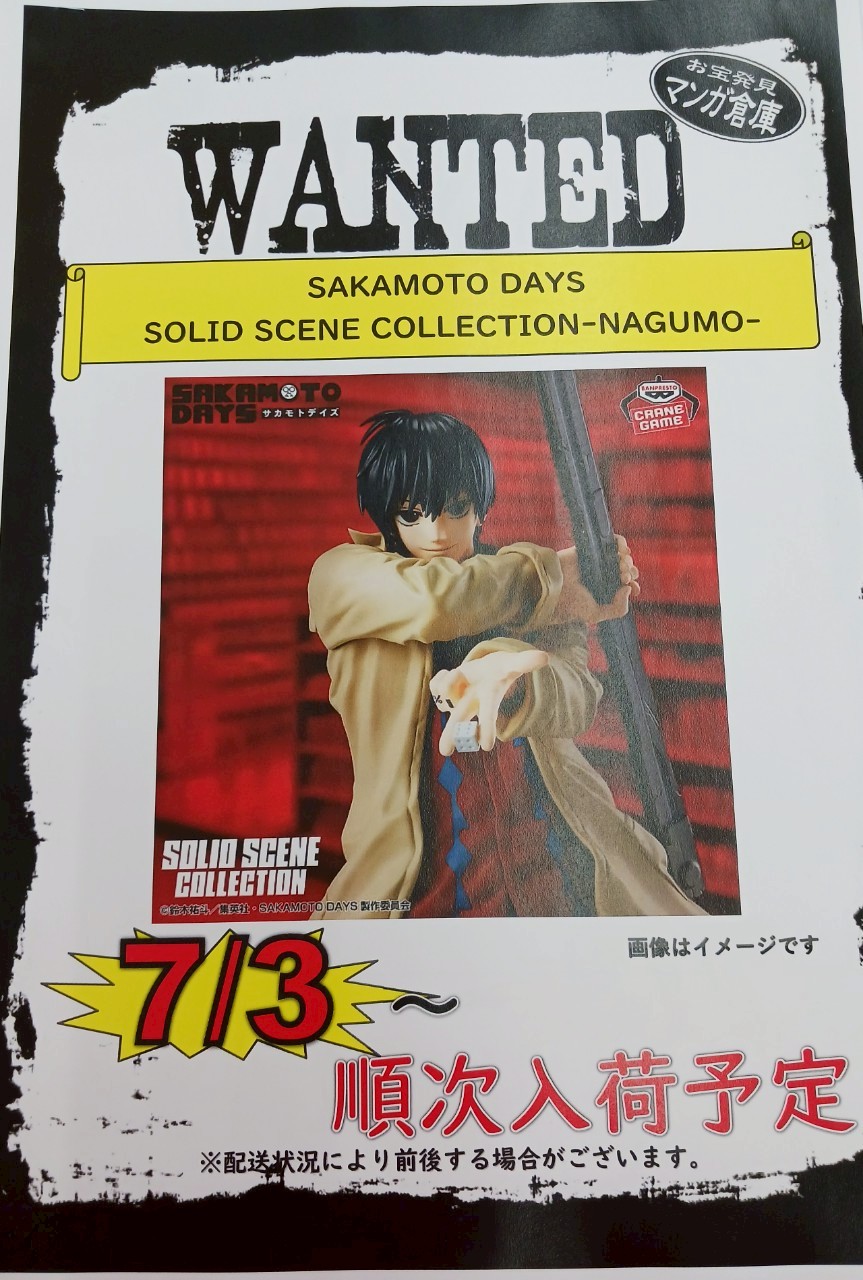 お宝発見
マンガ倉庫
WANTED
SAKAMOTO DAYS
SOLID SCENE COLLECTION-NAGUMO-
SAKAMOTO
DAYS サカモトデイズ
BANPRESTO
CRANE
GAME
SOLID SCENE
COLLECTION
©鈴木祐斗/集英社・SAKAMOTO DAYS 製作委員会
画像はイメージです
7/3～
順次入荷予定
※配送状況により前後する場合がございます。